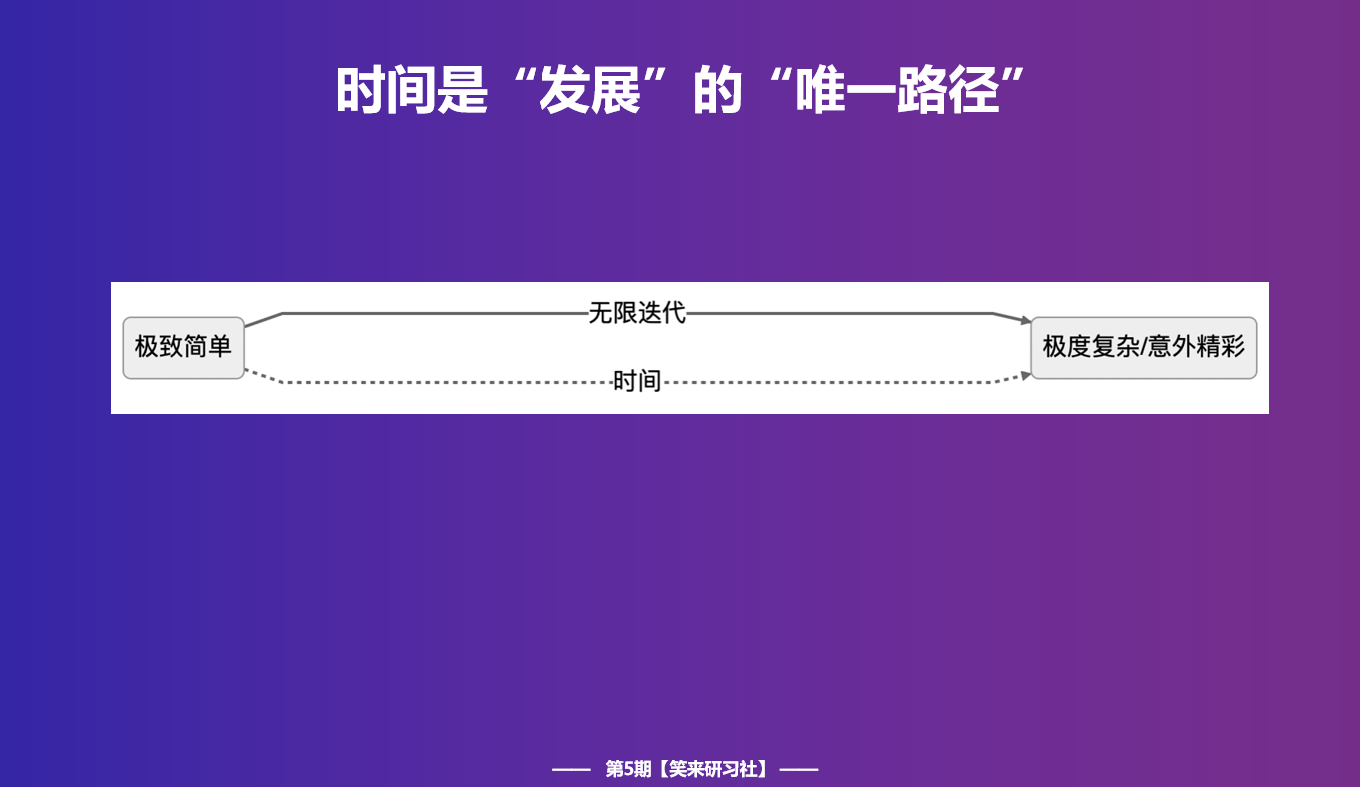 时间是“发展”的“唯一路径”
无限迭代
极致简单
极度复杂/意外精彩
时间
第5期【笑来研习社】